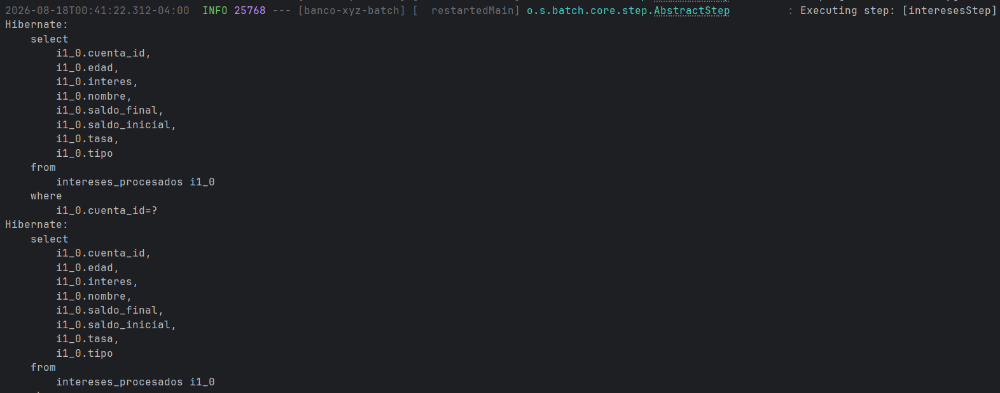 2026-08-18T00:41:22.312-04:00  INFO 25768 --- [banco-xyz-batch] [  restartedMain] o.s.batch.core.step.AbstractStep         : Executing step: [interesesStep]
Hibernate:
    select
        i1_0.cuenta_id,
        i1_0.edad,
        i1_0.interes,
        i1_0.nombre,
        i1_0.saldo_final,
        i1_0.saldo_inicial,
        i1_0.tasa,
        i1_0.tipo
    from
        intereses_procesados i1_0
    where
        i1_0.cuenta_id=?
Hibernate:
    select
        i1_0.cuenta_id,
        i1_0.edad,
        i1_0.interes,
        i1_0.nombre,
        i1_0.saldo_final,
        i1_0.saldo_inicial,
        i1_0.tasa,
        i1_0.tipo
    from
        intereses_procesados i1_0